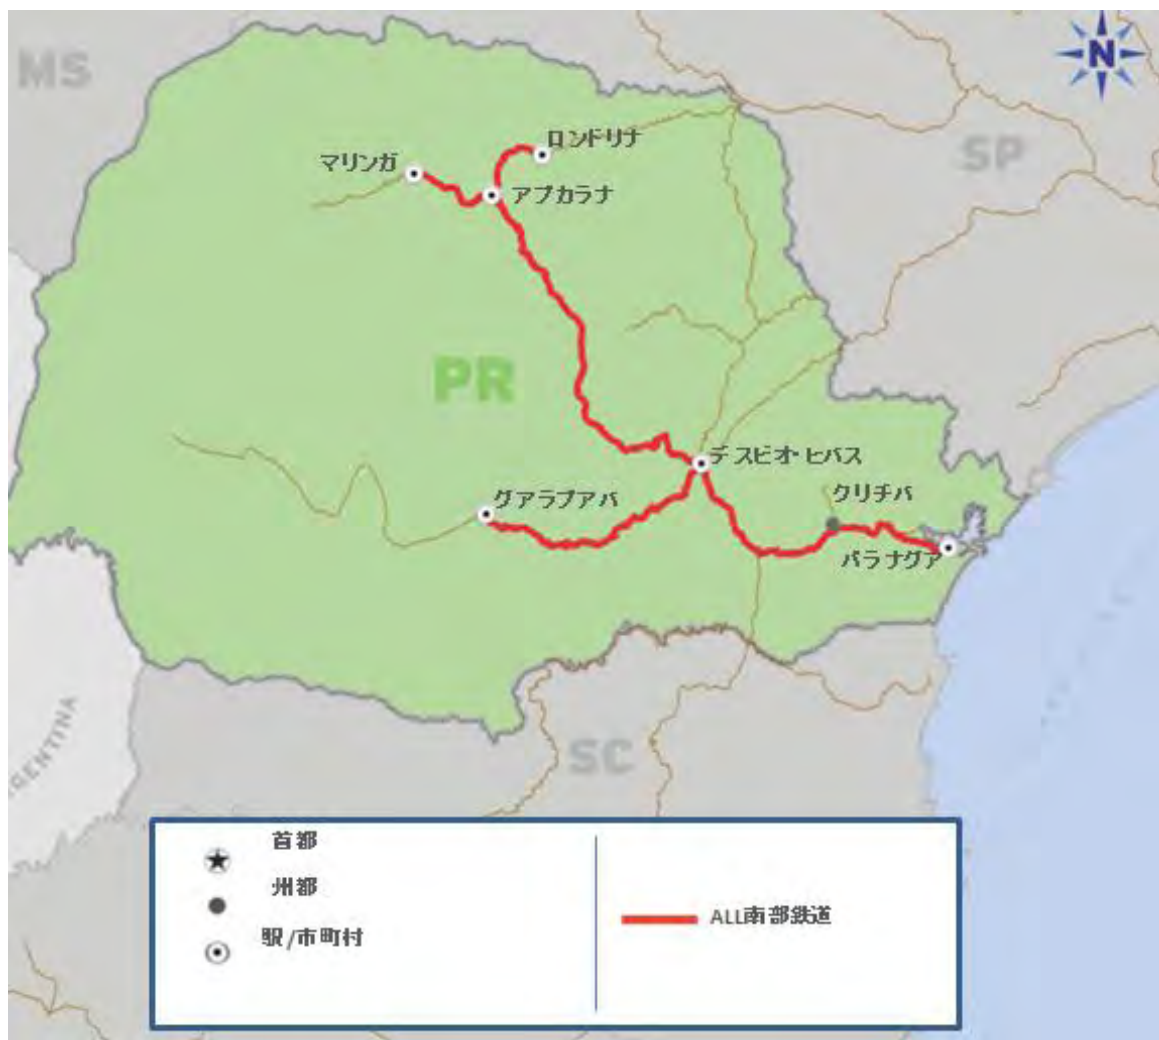 N
MS
SP
ロンドリナ
マリンガ
アプカラナ
PR
デスビオ・ヒバス
クリチバ
グアラプアバ
パラナグア
SC
首都
州都
駅/市町村
ALL南部鉄道